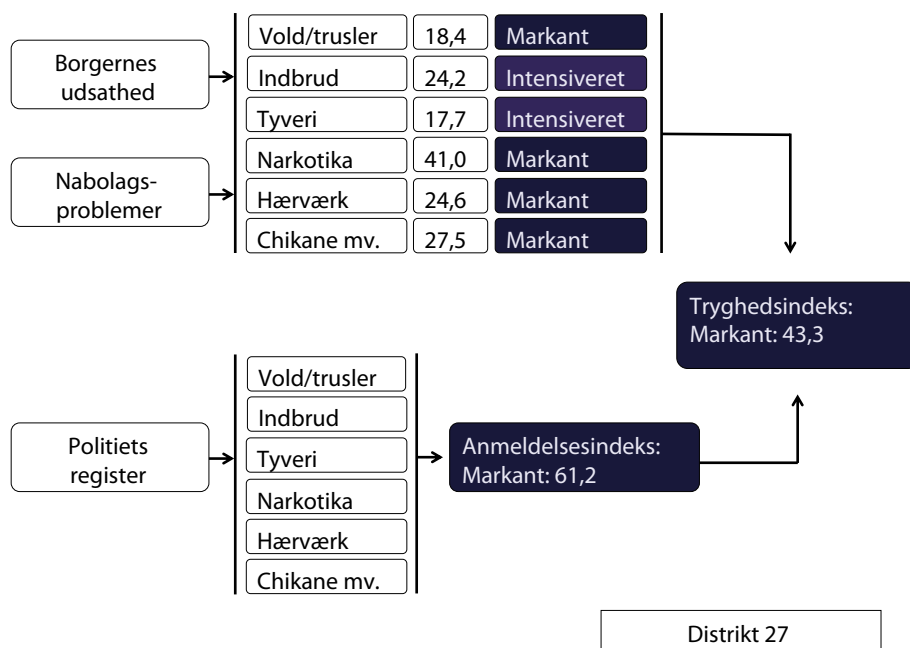 Borgernes
udsathed
Nabolags-
problemer
Vold/trusler 18,4 Markant
Indbrud 24,2 Intensiveret
Tyveri 17,7 Intensiveret
Narkotika 41,0 Markant
Hærværk 24,6 Markant
Chikane mv. 27,5 Markant
Tryghedsindeks:
Markant: 43,3
Politiets
register
Vold/trusler
Indbrud
Tyveri
Narkotika
Hærværk
Chikane mv.
Anmeldelsesindeks:
Markant: 61,2
Distrikt 27